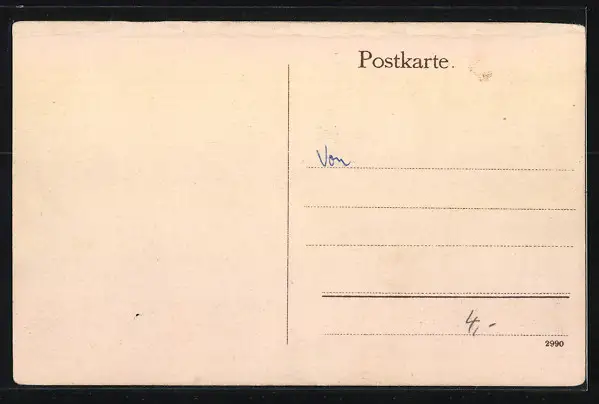 Postkarte.
Von
4,-
2990